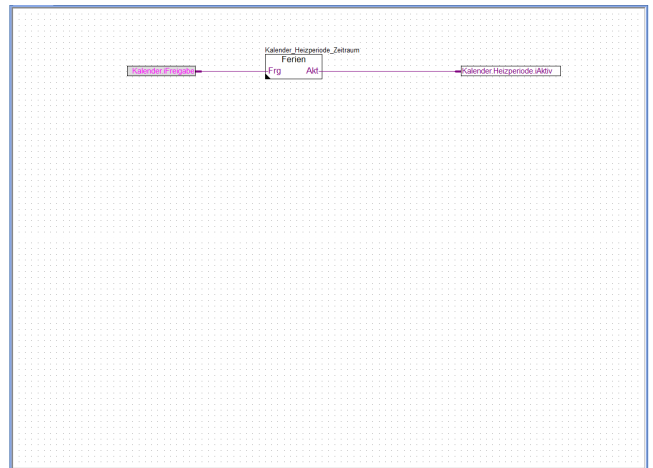 Kalender_Heizperiode_Zeitraum
Ferien
Kalender.iFreigabe Frg Akt Kalender.Heizperiode.iAktiv